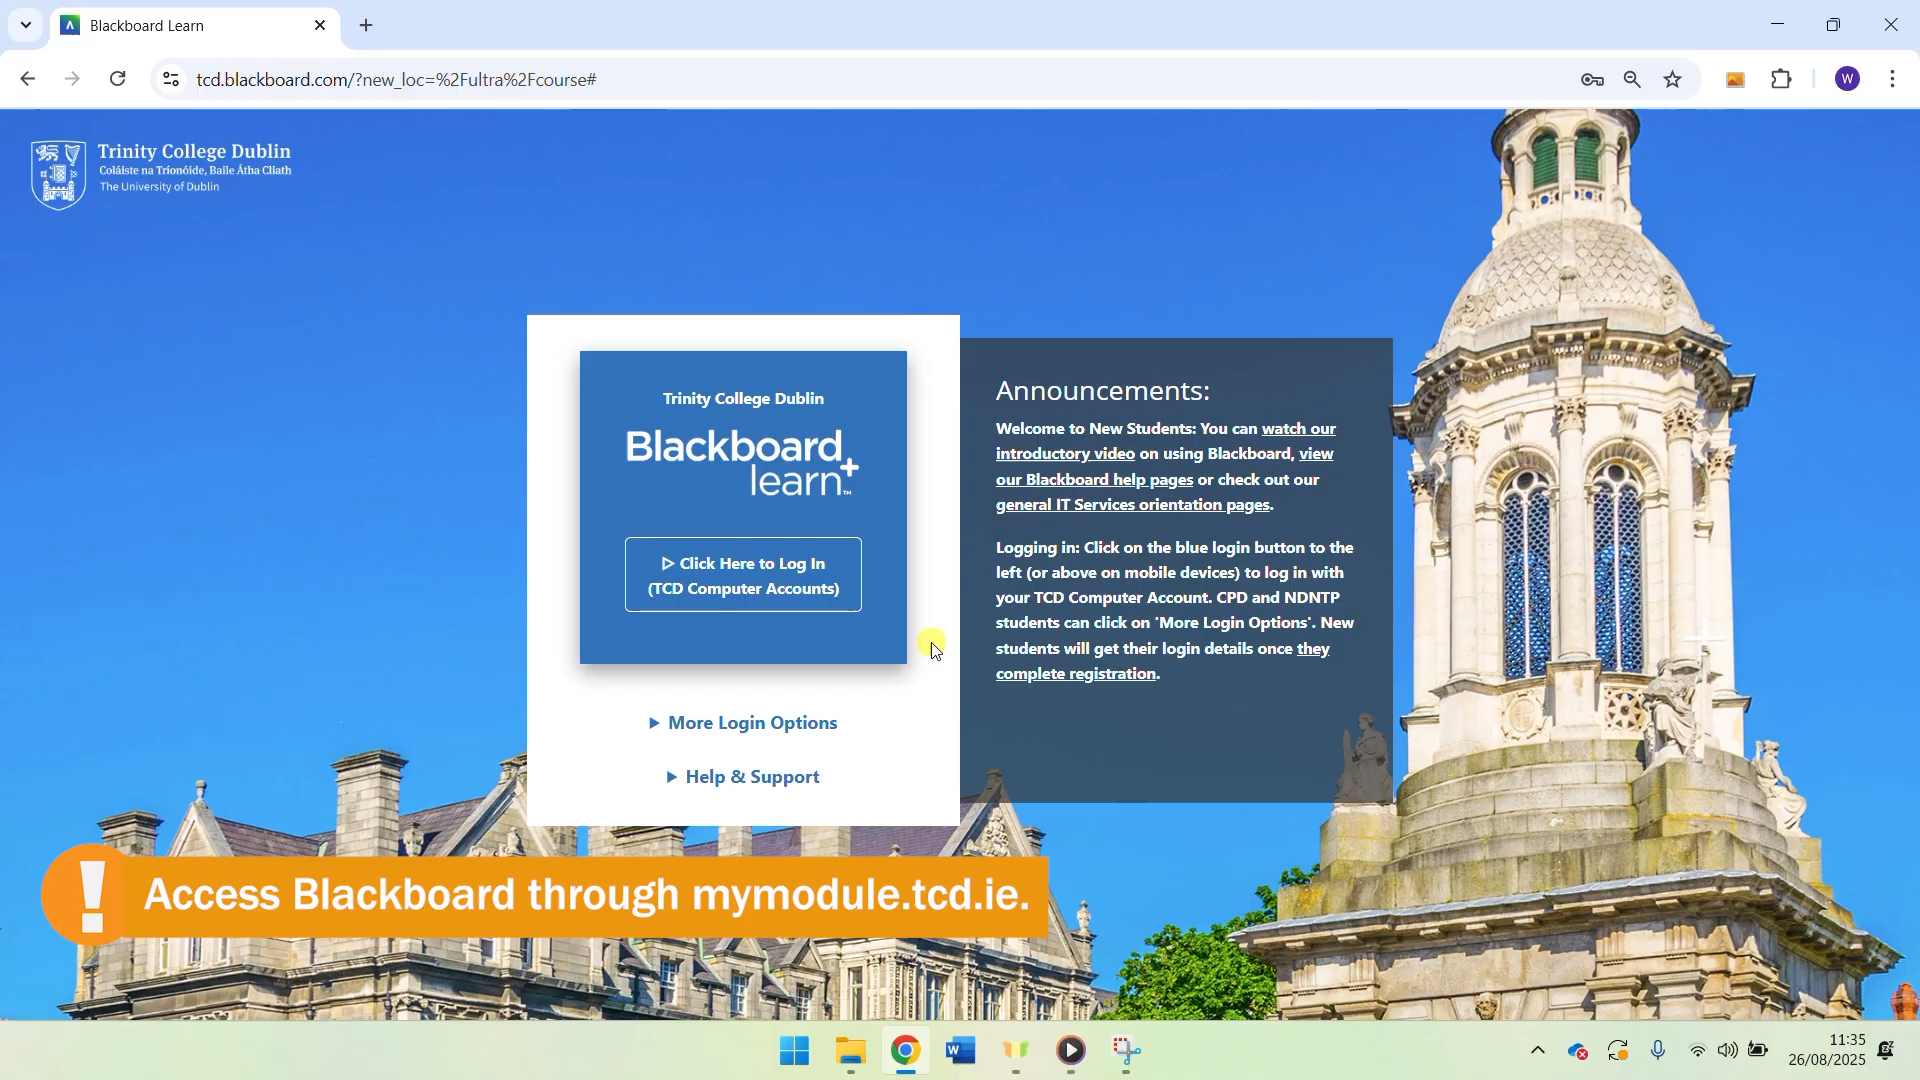 Blackboard Learn
tcd.blackboard.com/?new_loc=%2Fultra%2Fcourse#
W
Trinity College Dublin
Coláiste na Tríonóide, Baile Átha Cliath
The University of Dublin
Trinity College Dublin
Blackboard
learn+™
Click Here to Log In
(TCD Computer Accounts)
More Login Options
Help & Support
Announcements:
Welcome to New Students: You can watch our
introductory video on using Blackboard, view
our Blackboard help pages or check out our
general IT Services orientation pages.
Logging in: Click on the blue login button to the
left (or above on mobile devices) to log in with
your TCD Computer Account. CPD and NDNTP
students can click on 'More Login Options'. New
students will get their login details once they
complete registration.
! Access Blackboard through mymodule.tcd.ie.
W
11:35
26/08/2025